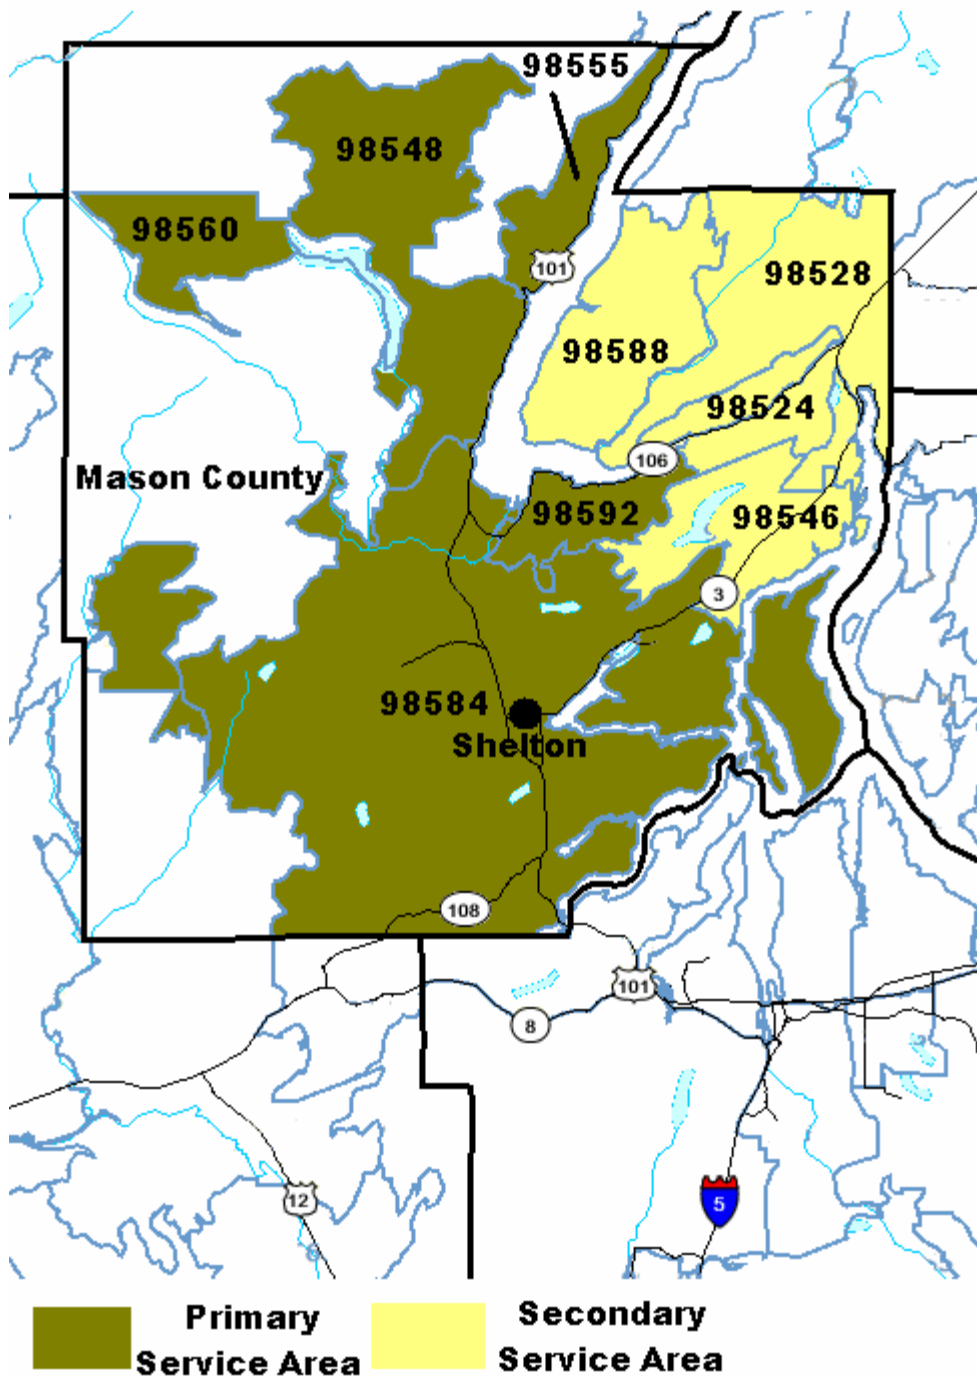 98555
98548
98560
101
98528
98588
98524
106
Mason County
98592
98546
3
98584
Shelton
108
101
8
12
5
Primary
Service Area
Secondary
Service Area